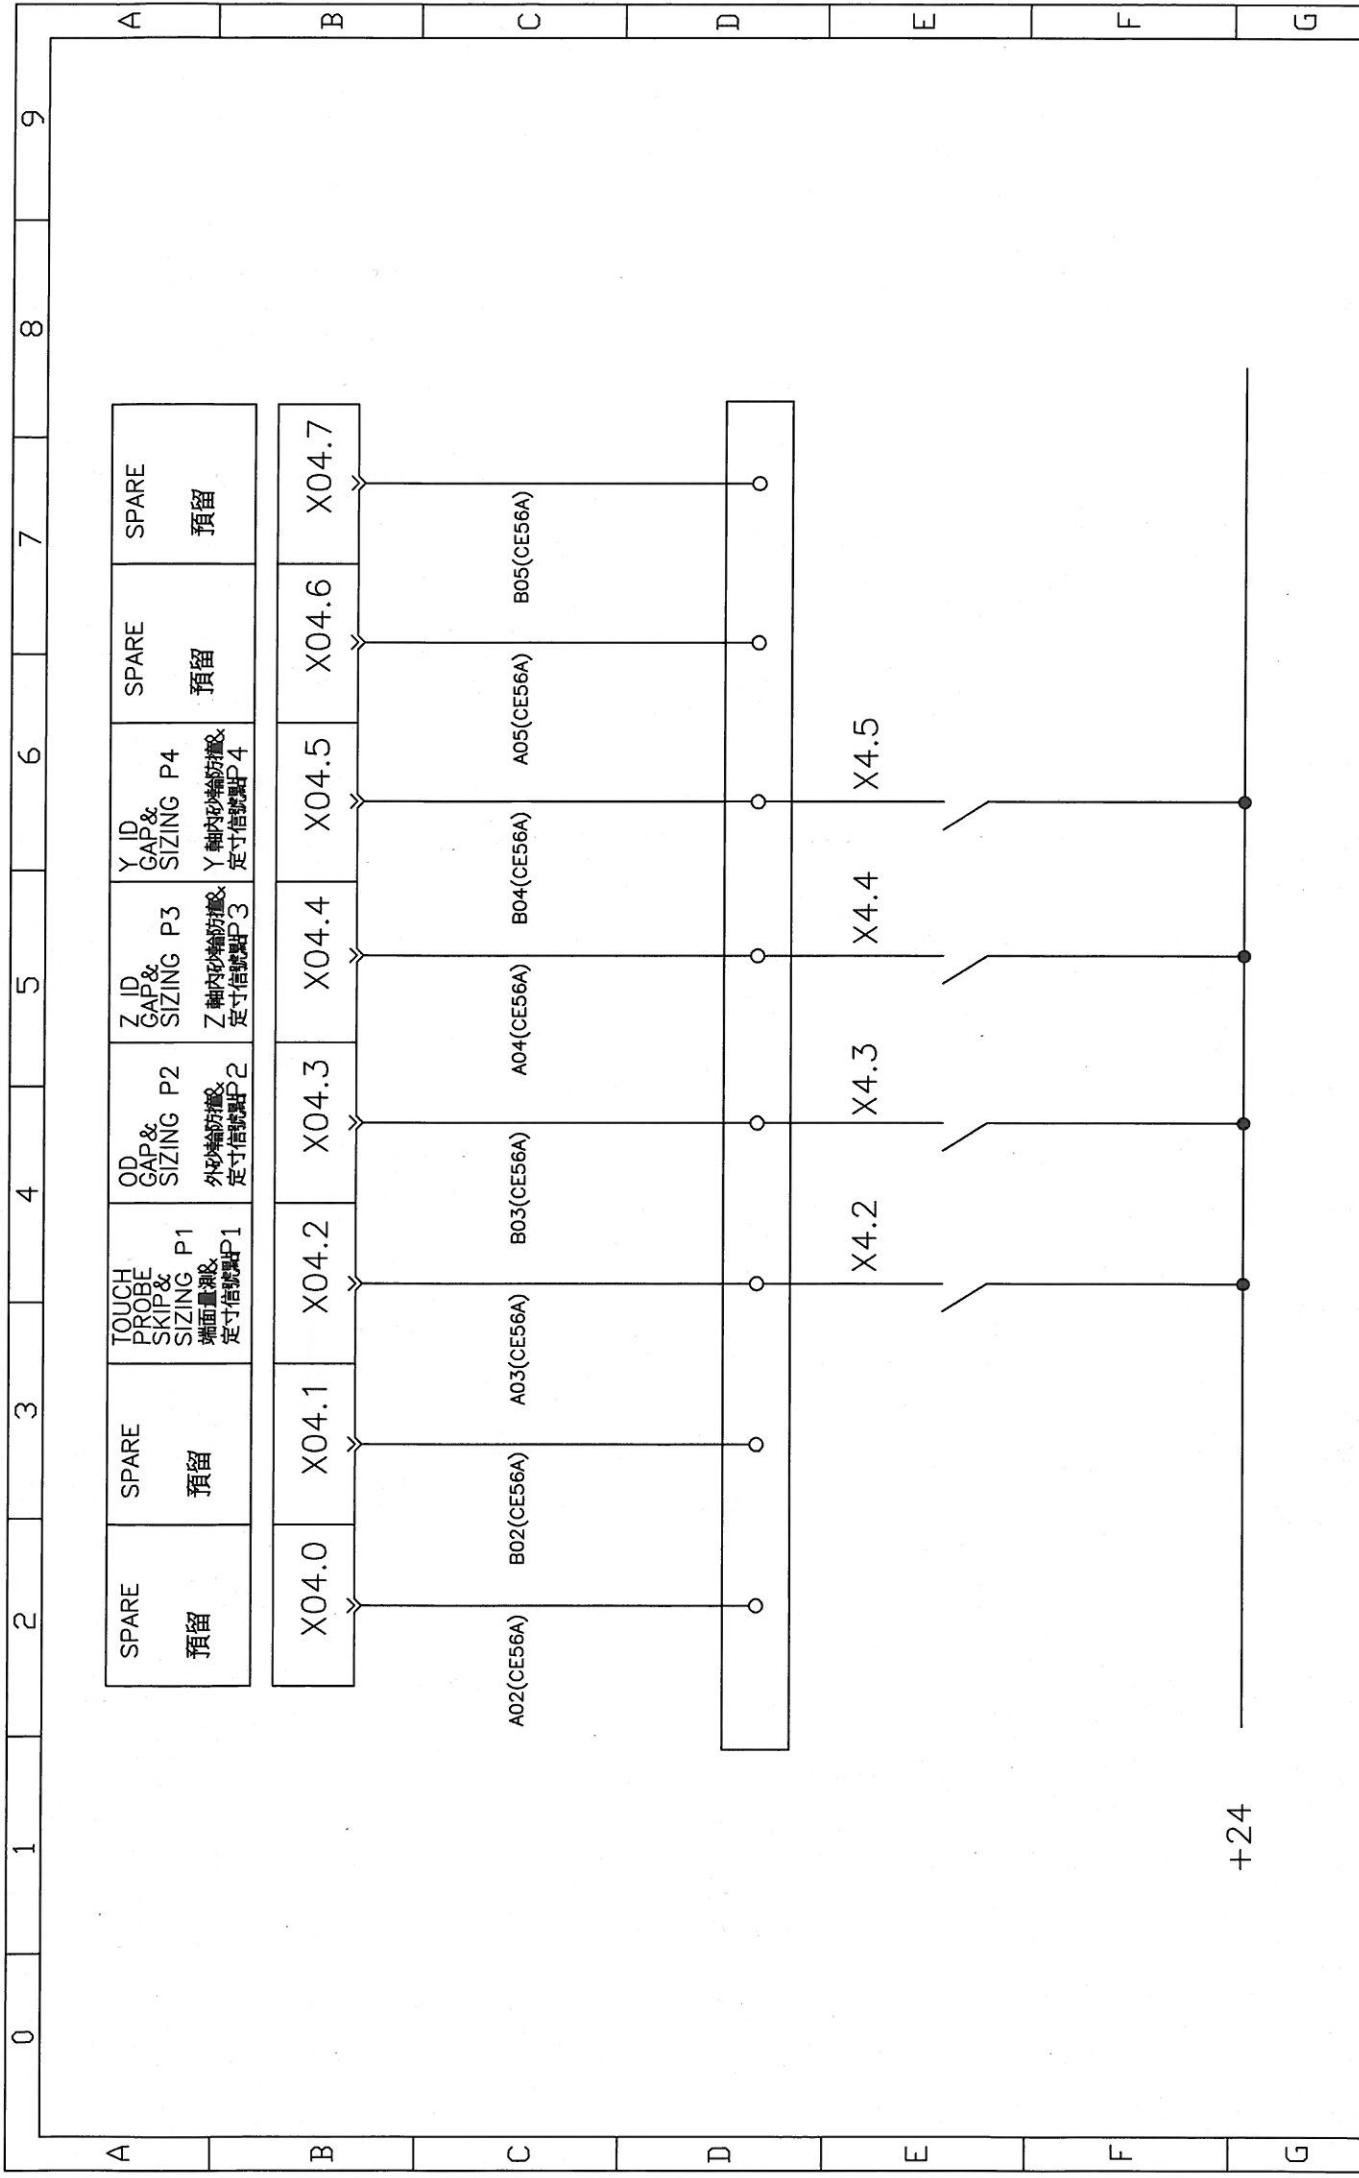 0 1 2 3 4 5 6 7 8 9
A
B
C
D
E
F
G
A
B
C
D
E
F
G
SPARE
預留
SPARE
預留
TOUCH
PROBE
SKIP&
SIZING P1
端面量測&
定寸信號點P1
OD
GAP&
SIZING P2
外砂輪防撞&
定寸信號點P2
Z ID
GAP&
SIZING P3
Z 軸內砂輪防撞&
定寸信號點P3
Y ID
GAP&
SIZING P4
Y 軸內砂輪防撞&
定寸信號點P4
SPARE
預留
SPARE
預留
X04.0 X04.1 X04.2 X04.3 X04.4 X04.5 X04.6 X04.7
A02(CE56A) B02(CE56A) A03(CE56A) B03(CE56A) A04(CE56A) B04(CE56A) A05(CE56A) B05(CE56A)
X4.2 X4.3 X4.4 X4.5
+24